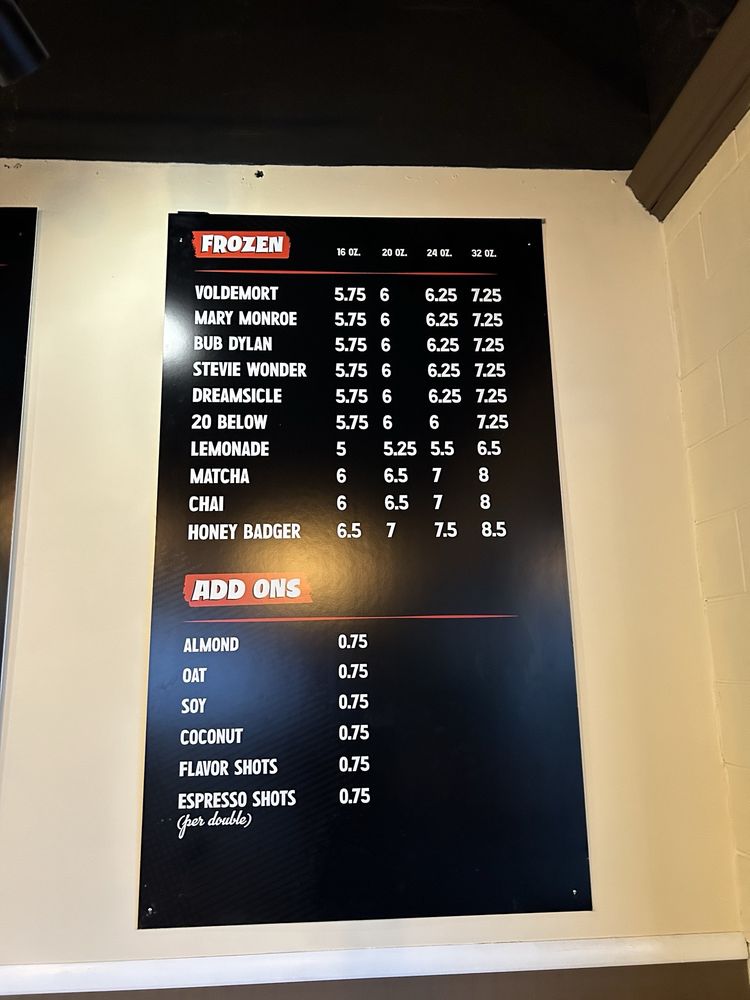 FROZEN 16 OZ. 20 OZ. 24 OZ. 32 OZ.
VOLDEMORT 5.75 6 6.25 7.25
MARY MONROE 5.75 6 6.25 7.25
BUB DYLAN 5.75 6 6.25 7.25
STEVIE WONDER 5.75 6 6.25 7.25
DREAMSICLE 5.75 6 6.25 7.25
20 BELOW 5.75 6 6 7.25
LEMONADE 5 5.25 5.5 6.5
MATCHA 6 6.5 7 8
CHAI 6 6.5 7 8
HONEY BADGER 6.5 7 7.5 8.5
ADD ONS
ALMOND 0.75
OAT 0.75
SOY 0.75
COCONUT 0.75
FLAVOR SHOTS 0.75
ESPRESSO SHOTS 0.75
(per double)